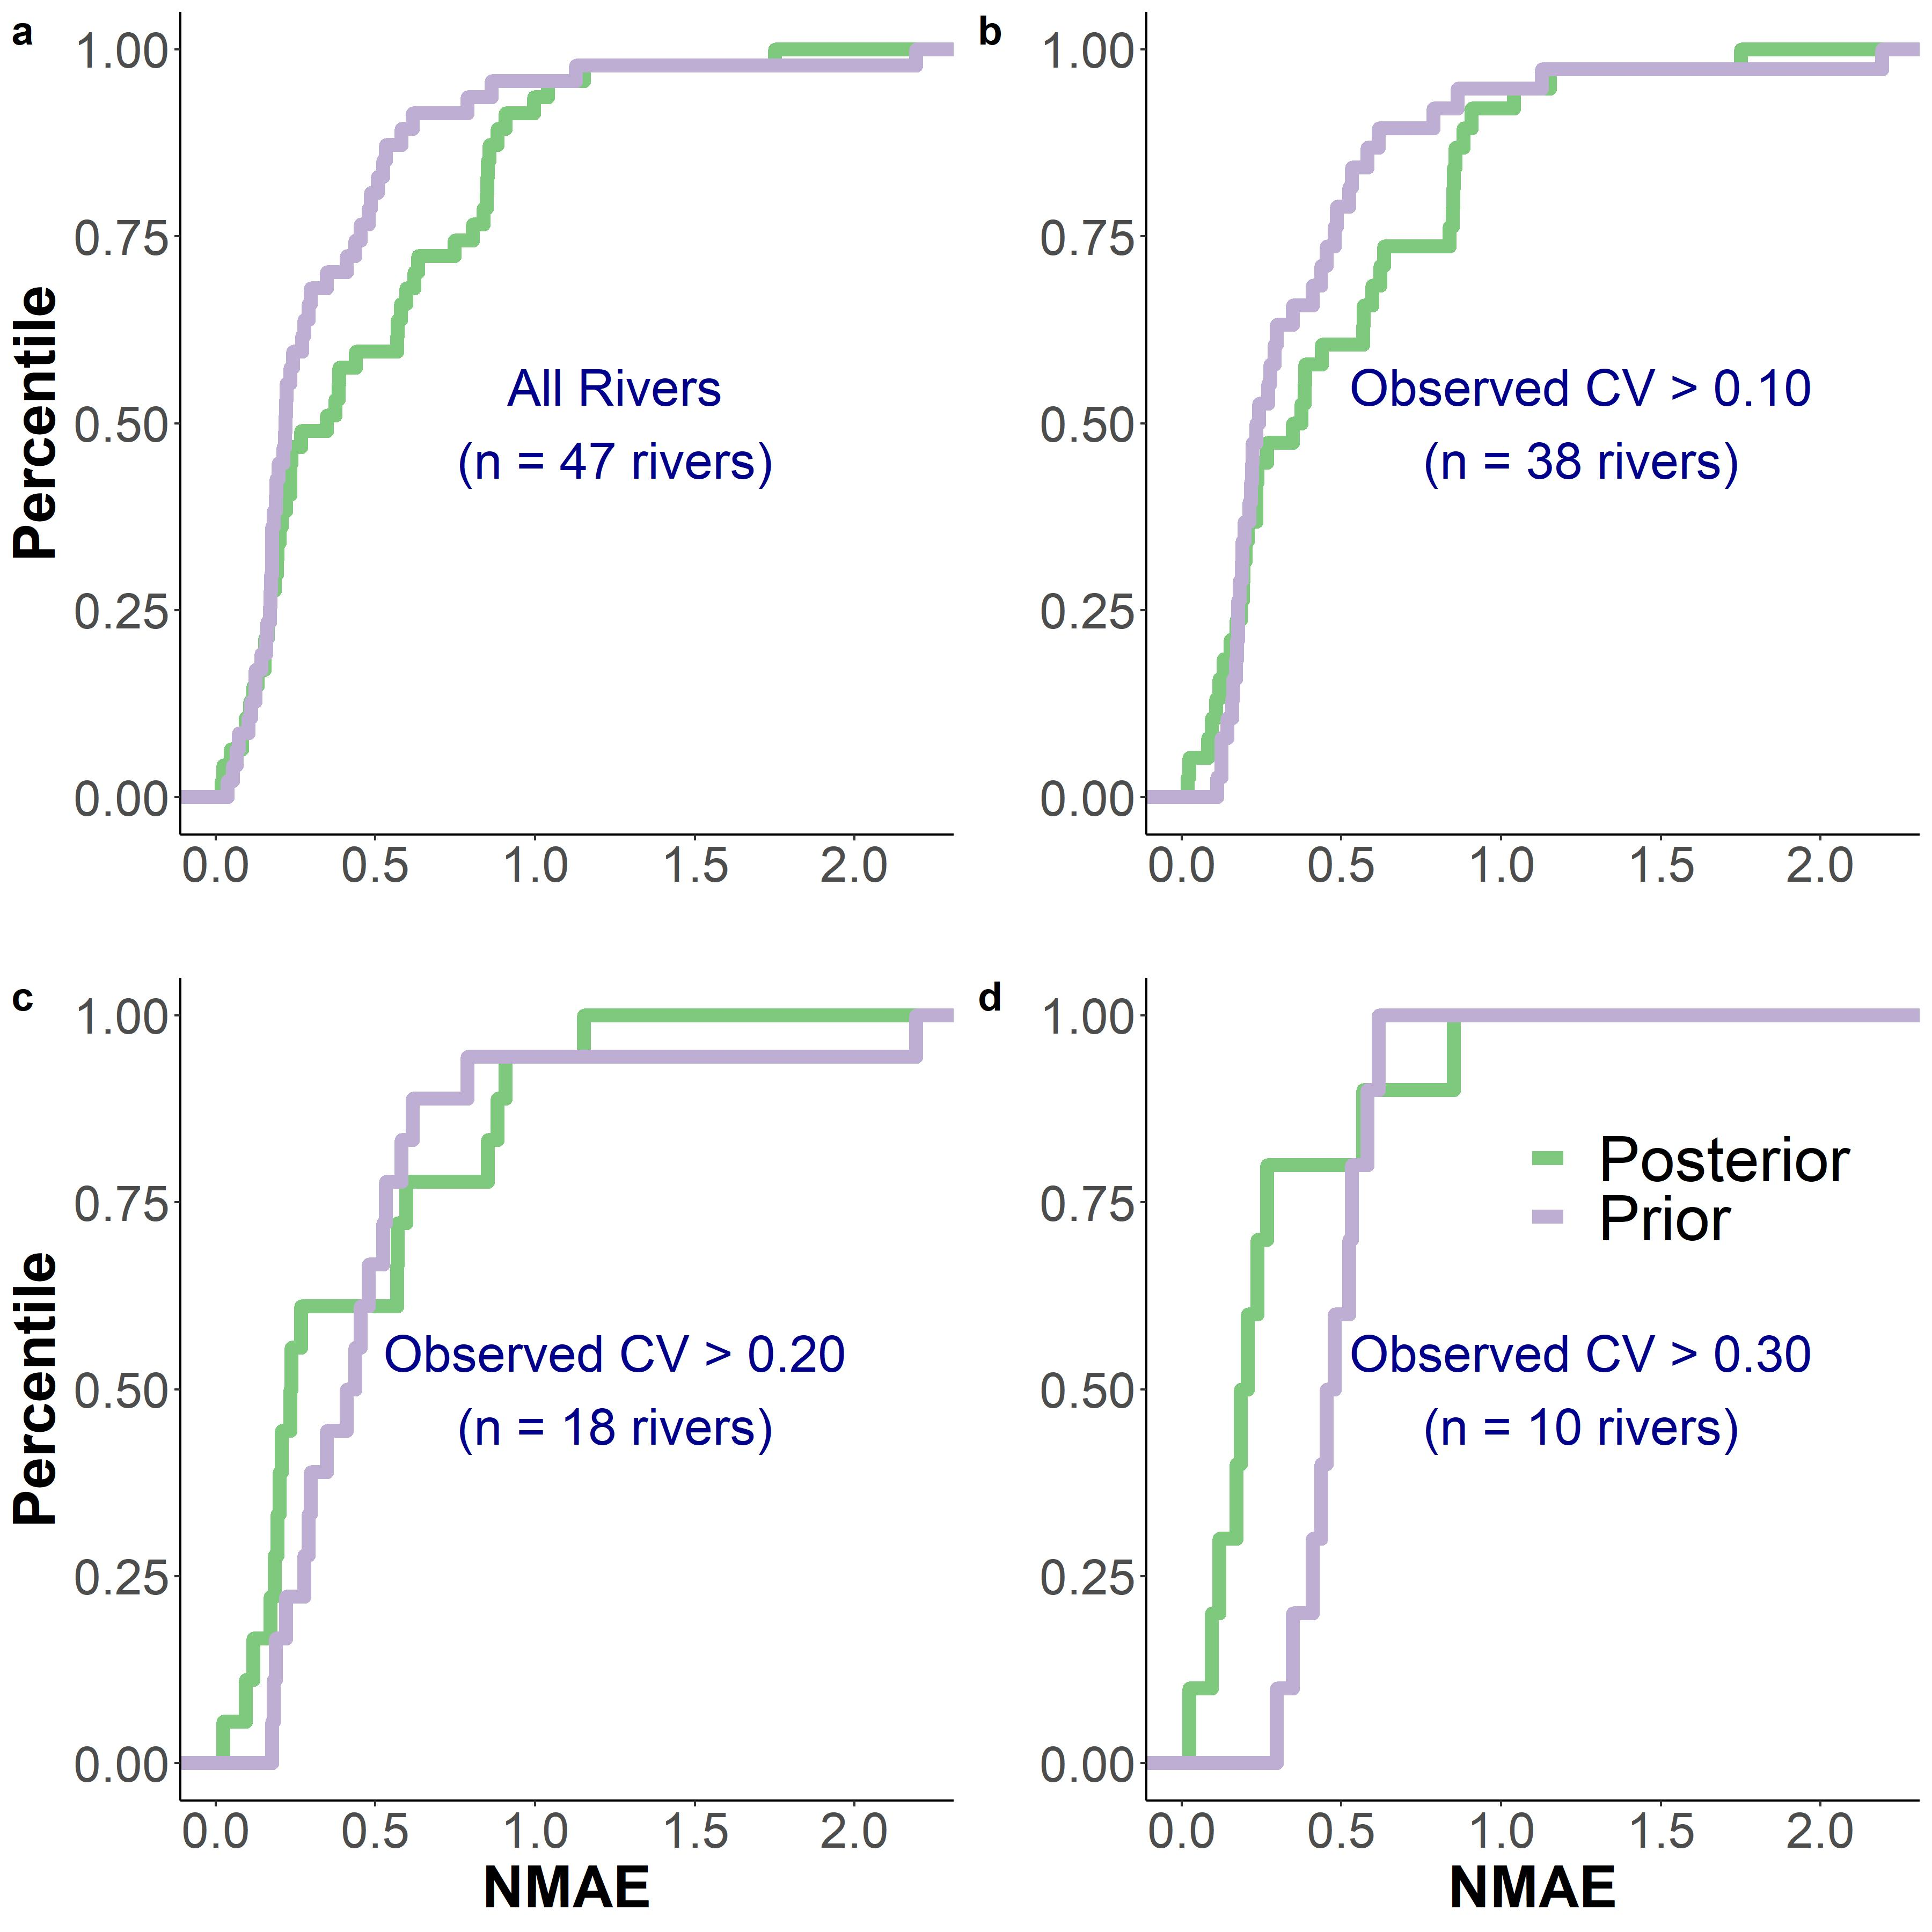 a
1.00
0.75
0.50
0.25
0.00
Percentile
All Rivers
(n = 47 rivers)
0.0 0.5 1.0 1.5 2.0
b
1.00
0.75
0.50
0.25
0.00
Observed CV > 0.10
(n = 38 rivers)
0.0 0.5 1.0 1.5 2.0
c
1.00
0.75
0.50
0.25
0.00
Percentile
Observed CV > 0.20
(n = 18 rivers)
0.0 0.5 1.0 1.5 2.0
NMAE
d
1.00
0.75
0.50
0.25
0.00
Posterior
Prior
Observed CV > 0.30
(n = 10 rivers)
0.0 0.5 1.0 1.5 2.0
NMAE